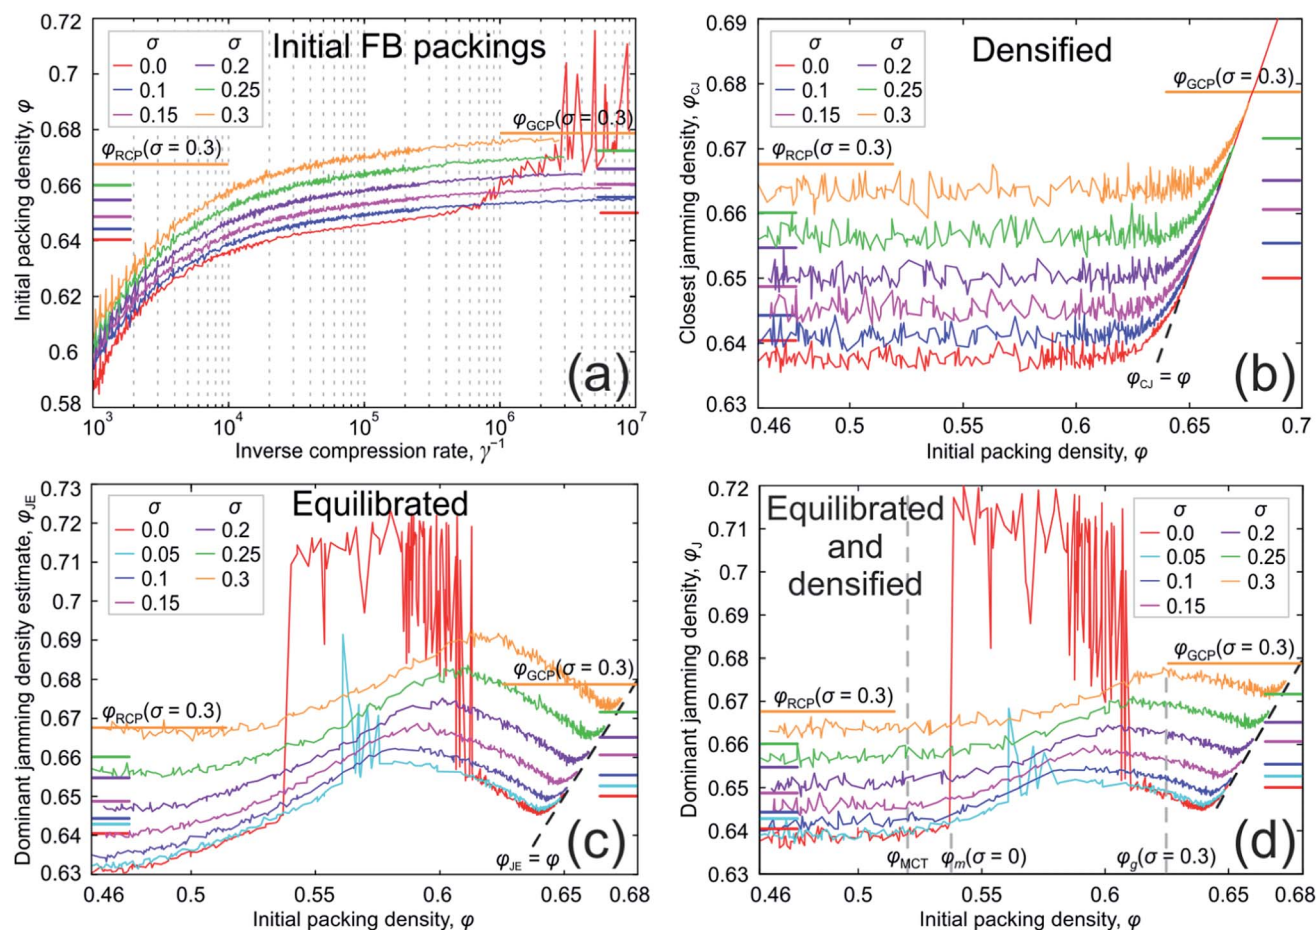 Initial FB packings
σ σ
0.0 0.2
0.1 0.25
0.15 0.3
φRCP(σ = 0.3)
φGCP(σ = 0.3)
(a)
Initial packing density, φ
0.72
0.7
0.68
0.66
0.64
0.62
0.6
0.58
10³ 10⁴ 10⁵ 10⁶ 10⁷
Inverse compression rate, γ⁻¹
Densified
σ σ
0.0 0.2
0.1 0.25
0.15 0.3
φGCP(σ = 0.3)
φRCP(σ = 0.3)
φCJ = φ
(b)
Closest jamming density, φCJ
0.69
0.68
0.67
0.66
0.65
0.64
0.63
0.46 0.5 0.55 0.6 0.65 0.7
Initial packing density, φ
Equilibrated
σ σ
0.0 0.2
0.05 0.25
0.1 0.3
0.15
φGCP(σ = 0.3)
φRCP(σ = 0.3)
φJE = φ
(c)
Dominant jamming density estimate, φJE
0.73
0.72
0.71
0.7
0.69
0.68
0.67
0.66
0.65
0.64
0.63
0.46 0.5 0.55 0.6 0.65 0.68
Initial packing density, φ
Equilibrated
and
densified
σ σ
0.0 0.2
0.05 0.25
0.1 0.3
0.15
φGCP(σ = 0.3)
φRCP(σ = 0.3)
φMCT φm(σ = 0) φg(σ = 0.3)
(d)
Dominant jamming density, φJ
0.72
0.71
0.7
0.69
0.68
0.67
0.66
0.65
0.64
0.63
0.46 0.5 0.55 0.6 0.65 0.68
Initial packing density, φ